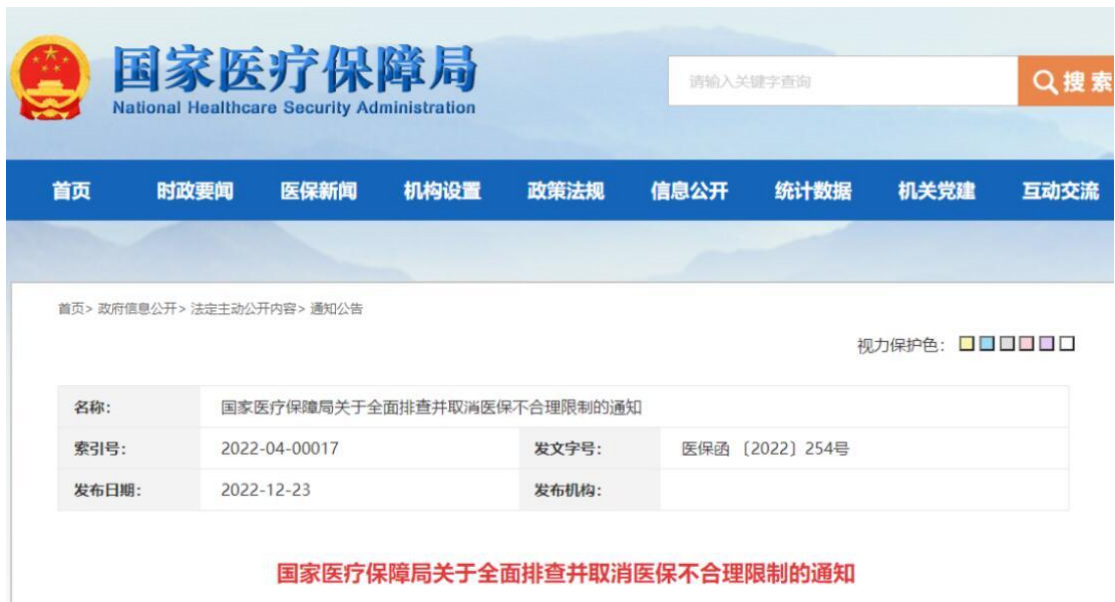 国家医疗保障局
National Healthcare Security Administration
请输入关键字查询
搜索
首页 时政要闻 医保新闻 机构设置 政策法规 信息公开 统计数据 机关党建 互动交流
首页> 政府信息公开> 法定主动公开内容> 通知公告
视力保护色：
名称： 国家医疗保障局关于全面排查并取消医保不合理限制的通知
索引号： 2022-04-00017 发文字号： 医保函〔2022〕254号
发布日期： 2022-12-23 发布机构：
国家医疗保障局关于全面排查并取消医保不合理限制的通知